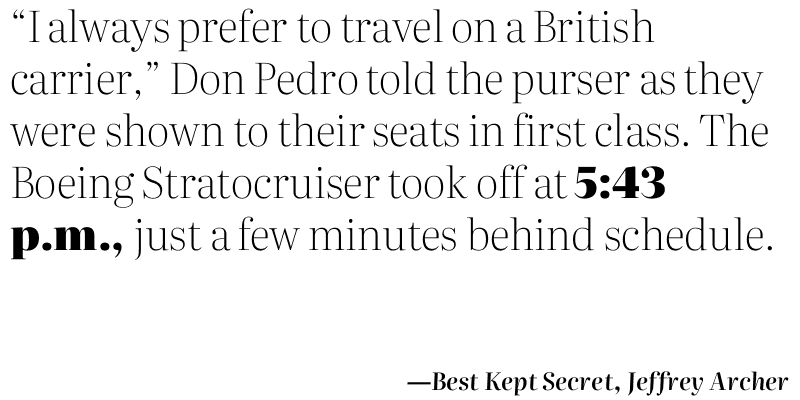 “I always prefer to travel on a British
carrier,” Don Pedro told the purser as they
were shown to their seats in first class. The
Boeing Stratocruiser took off at 5:43
p.m., just a few minutes behind schedule.
—Best Kept Secret, Jeffrey Archer